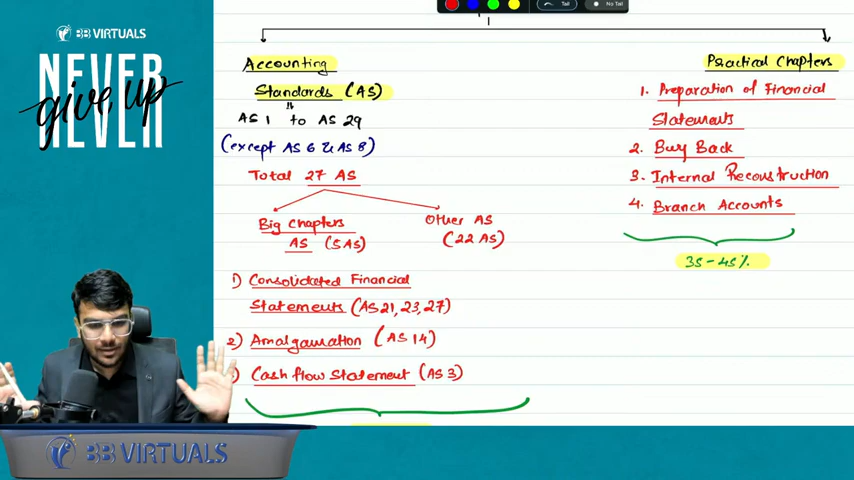 BB VIRTUALS
NEVER
give up
NEVER
Tail
No Tail
Accounting
Standards (AS)
AS 1 to AS 29
(except AS 6 & AS 8)
Total 27 AS
Big Chapters
AS (5 AS)
Other AS
(22 AS)
1) Consolidated Financial
Statements (AS 21, 23, 27)
2) Amalgamation (AS 14)
) Cash flow Statement (AS 3)
Practical Chapters
1. Preparation of Financial
Statements
2. Buy Back
3. Internal Reconstruction
4. Branch Accounts
35-45%
BB VIRTUALS